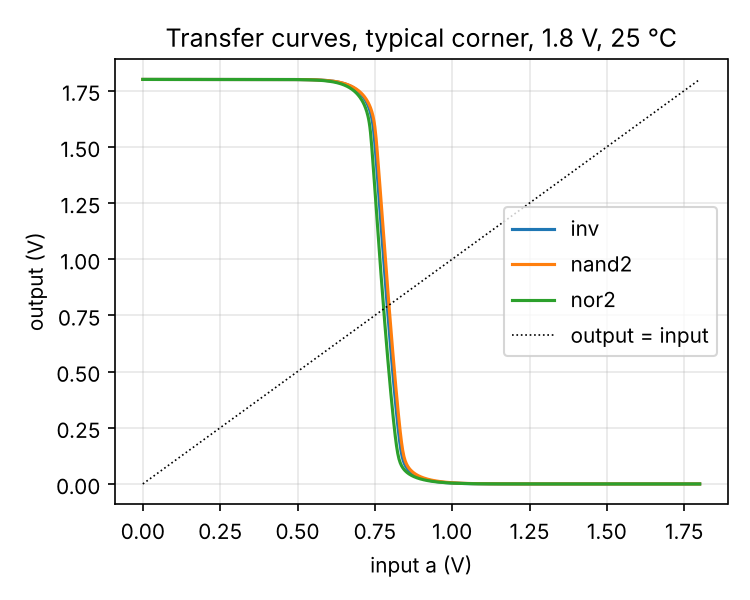 Transfer curves, typical corner, 1.8 V, 25 °C
output (V)
1.75
1.50
1.25
1.00
0.75
0.50
0.25
0.00
inv
nand2
nor2
output = input
0.00 0.25 0.50 0.75 1.00 1.25 1.50 1.75
input a (V)